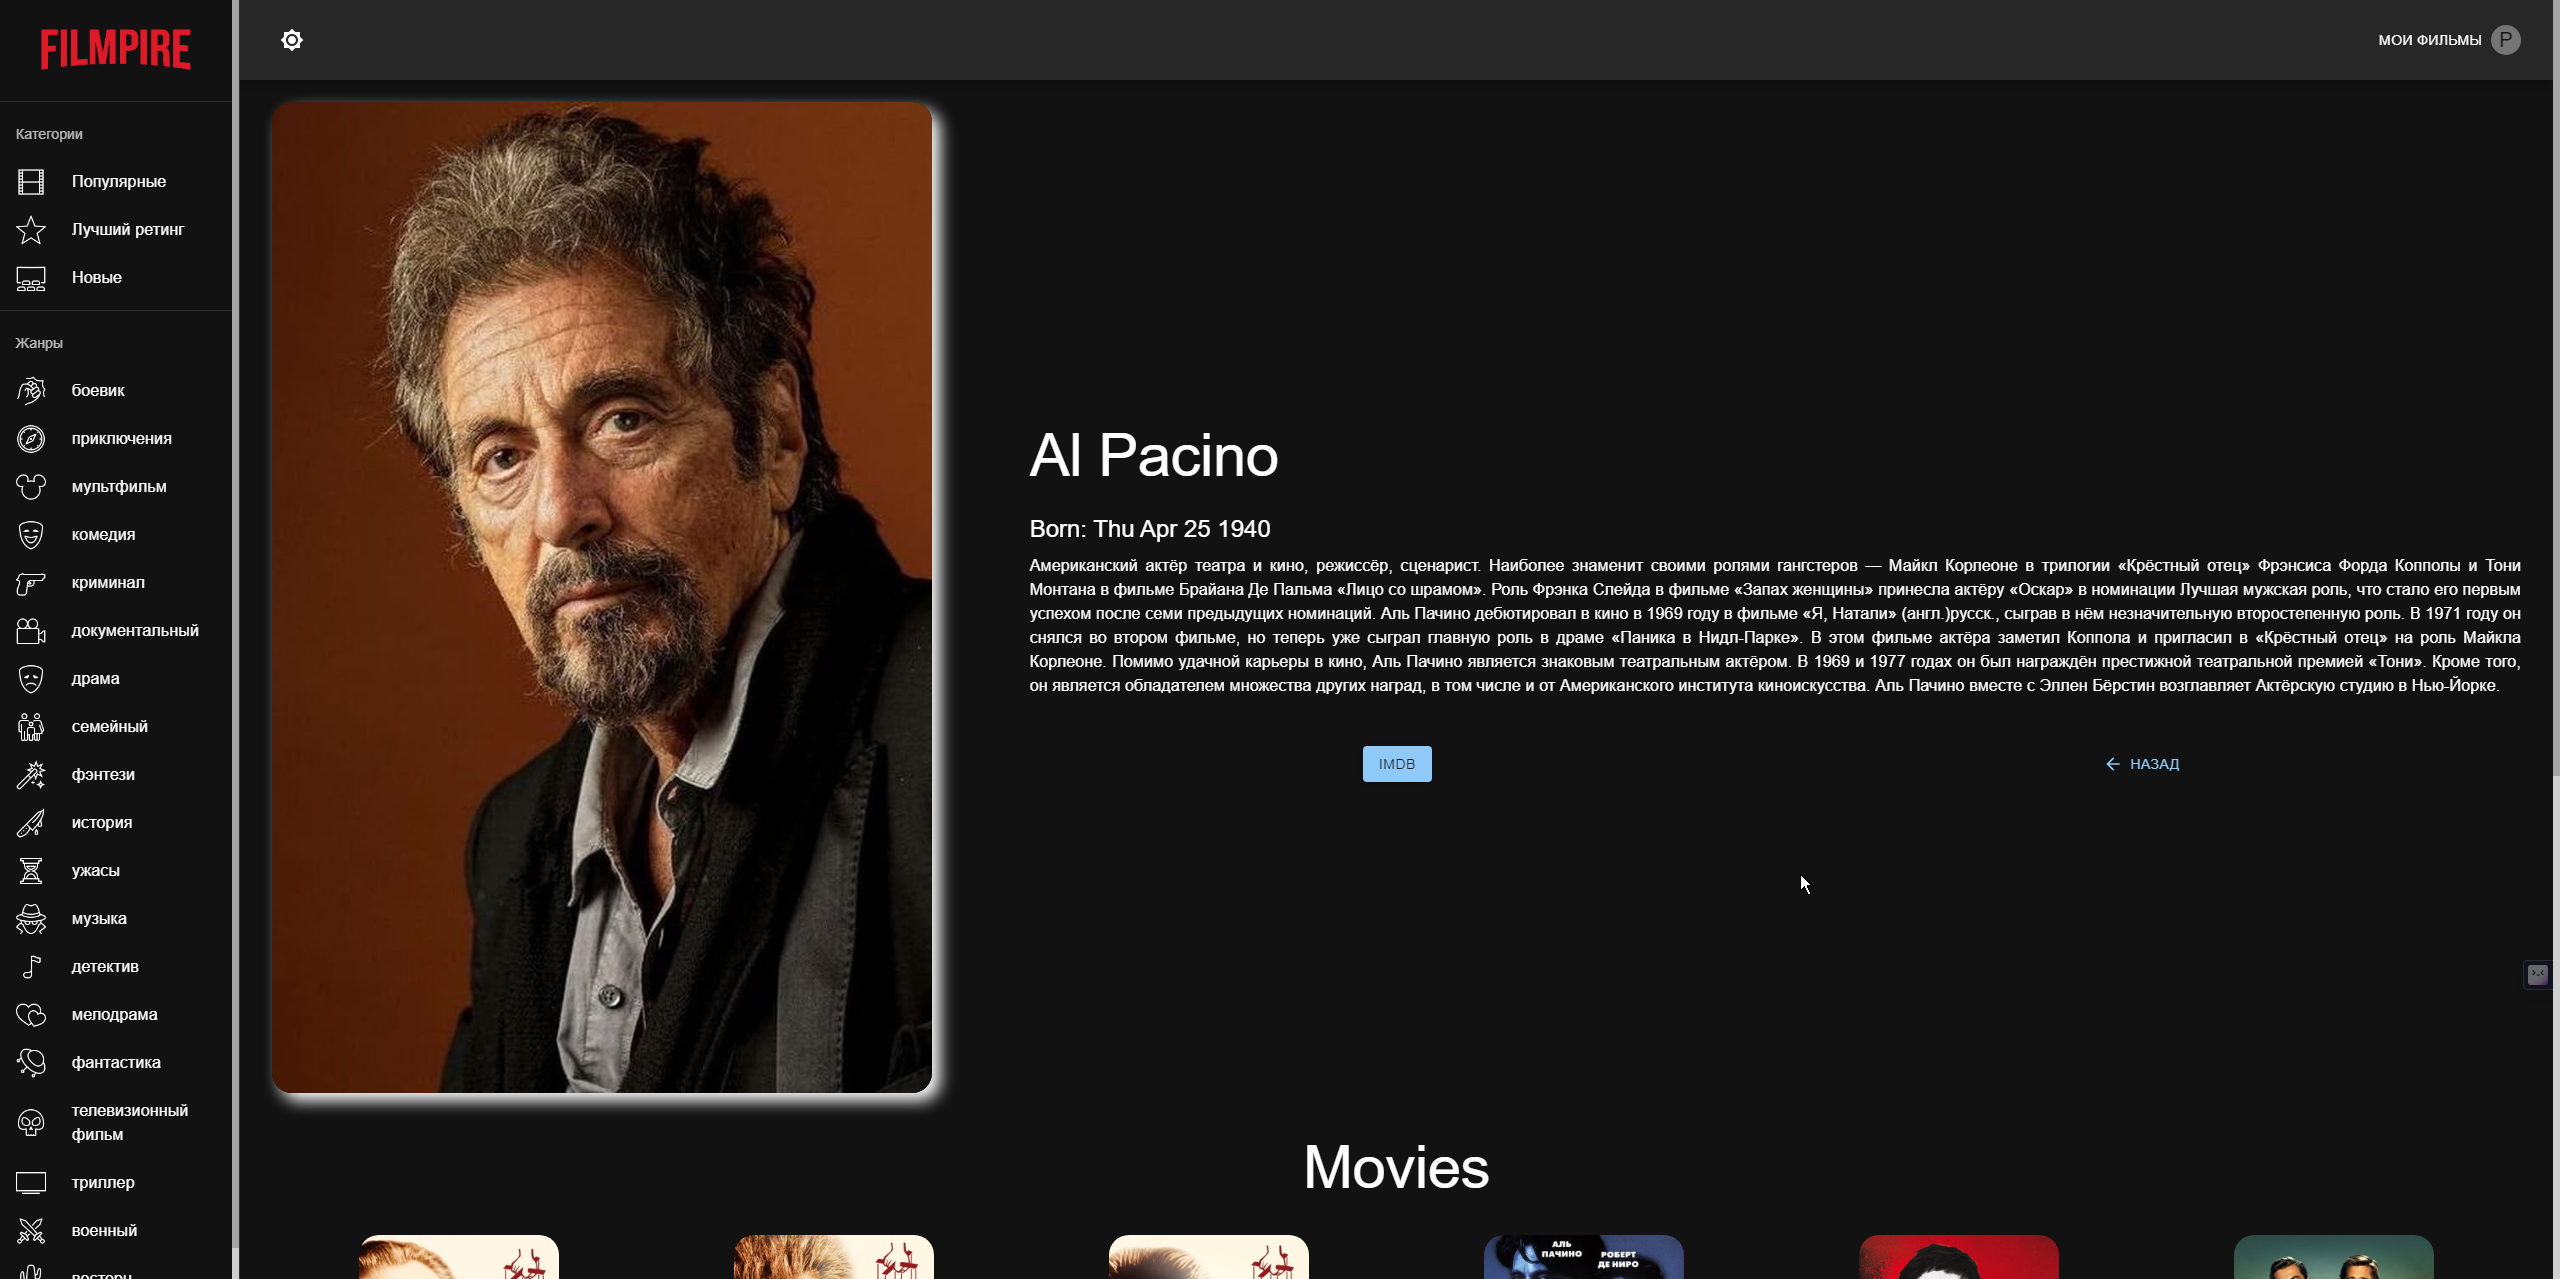 FILMPIRE
МОИ ФИЛЬМЫ
P
Категории
Популярные
Лучший ретинг
Новые
Жанры
боевик
приключения
мультфильм
комедия
криминал
документальный
драма
семейный
фэнтези
история
ужасы
музыка
детектив
мелодрама
фантастика
телевизионный
фильм
триллер
военный
вестерн
Al Pacino
Born: Thu Apr 25 1940
Американский актёр театра и кино, режиссёр, сценарист. Наиболее знаменит своими ролями гангстеров — Майкл Корлеоне в трилогии «Крёстный отец» Фрэнсиса Форда Копполы и Тони
Монтана в фильме Брайана Де Пальма «Лицо со шрамом». Роль Фрэнка Слейда в фильме «Запах женщины» принесла актёру «Оскар» в номинации Лучшая мужская роль, что стало его первым
успехом после семи предыдущих номинаций. Аль Пачино дебютировал в кино в 1969 году в фильме «Я, Натали» (англ.)русск., сыграв в нём незначительную второстепенную роль. В 1971 году он
снялся во втором фильме, но теперь уже сыграл главную роль в драме «Паника в Нидл-Парке». В этом фильме актёра заметил Коппола и пригласил в «Крёстный отец» на роль Майкла
Корлеоне. Помимо удачной карьеры в кино, Аль Пачино является знаковым театральным актёром. В 1969 и 1977 годах он был награждён престижной театральной премией «Тони». Кроме того,
он является обладателем множества других наград, в том числе и от Американского института киноискусства. Аль Пачино вместе с Эллен Бёрстин возглавляет Актёрскую студию в Нью-Йорке.
IMDB
НАЗАД
Movies
АЛЬ
ПАЧИНО
РОБЕРТ
ДЕ НИРО